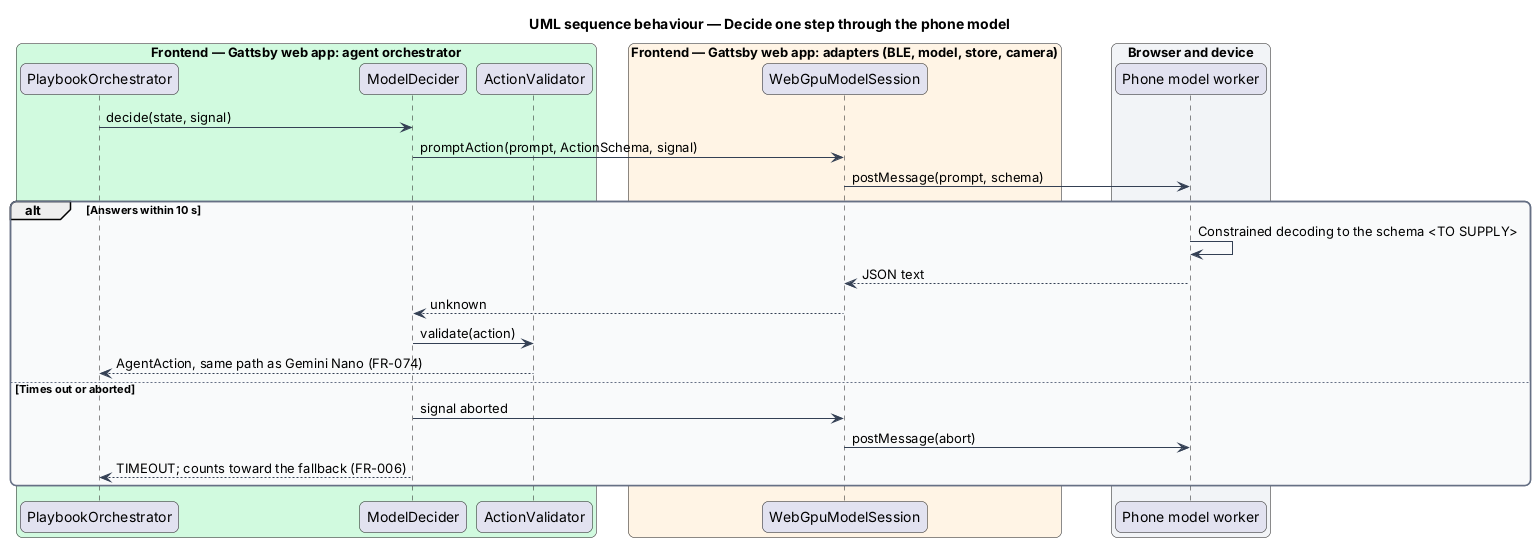 UML sequence behaviour — Decide one step through the phone model
Frontend — Gattsby web app: agent orchestrator
Frontend — Gattsby web app: adapters (BLE, model, store, camera)
Browser and device
PlaybookOrchestrator
ModelDecider
ActionValidator
WebGpuModelSession
Phone model worker
decide(state, signal)
promptAction(prompt, ActionSchema, signal)
postMessage(prompt, schema)
alt
[Answers within 10 s]
Constrained decoding to the schema <TO SUPPLY>
JSON text
unknown
validate(action)
AgentAction, same path as Gemini Nano (FR-074)
[Times out or aborted]
signal aborted
postMessage(abort)
TIMEOUT; counts toward the fallback (FR-006)
PlaybookOrchestrator
ModelDecider
ActionValidator
WebGpuModelSession
Phone model worker